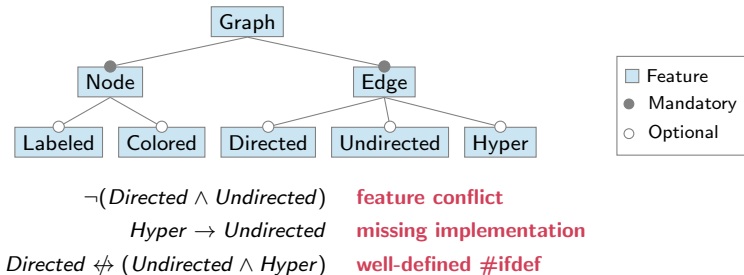 Graph
Node Edge
Labeled Colored Directed Undirected Hyper
Feature
Mandatory
Optional
¬(Directed ∧ Undirected) feature conflict
Hyper → Undirected missing implementation
Directed ↮ (Undirected ∧ Hyper) well-defined #ifdef